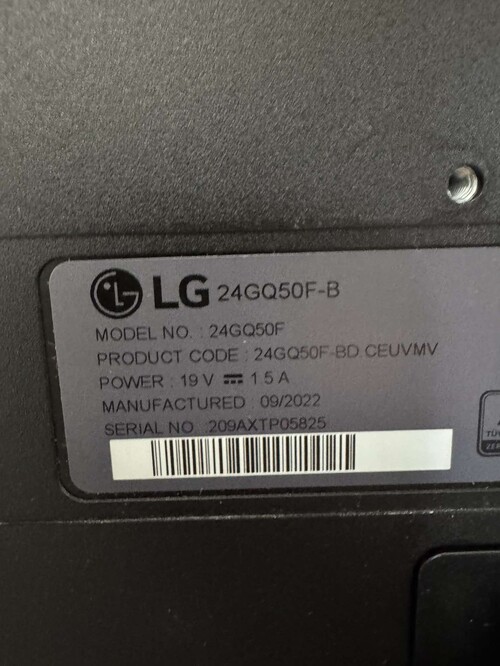 LG 24GQ50F-B
MODEL NO. : 24GQ50F
PRODUCT CODE : 24GQ50F-BD.CEUVMV
POWER : 19 V ⎓ 1.5 A
MANUFACTURED : 09/2022
SERIAL NO. :209AXTP05825